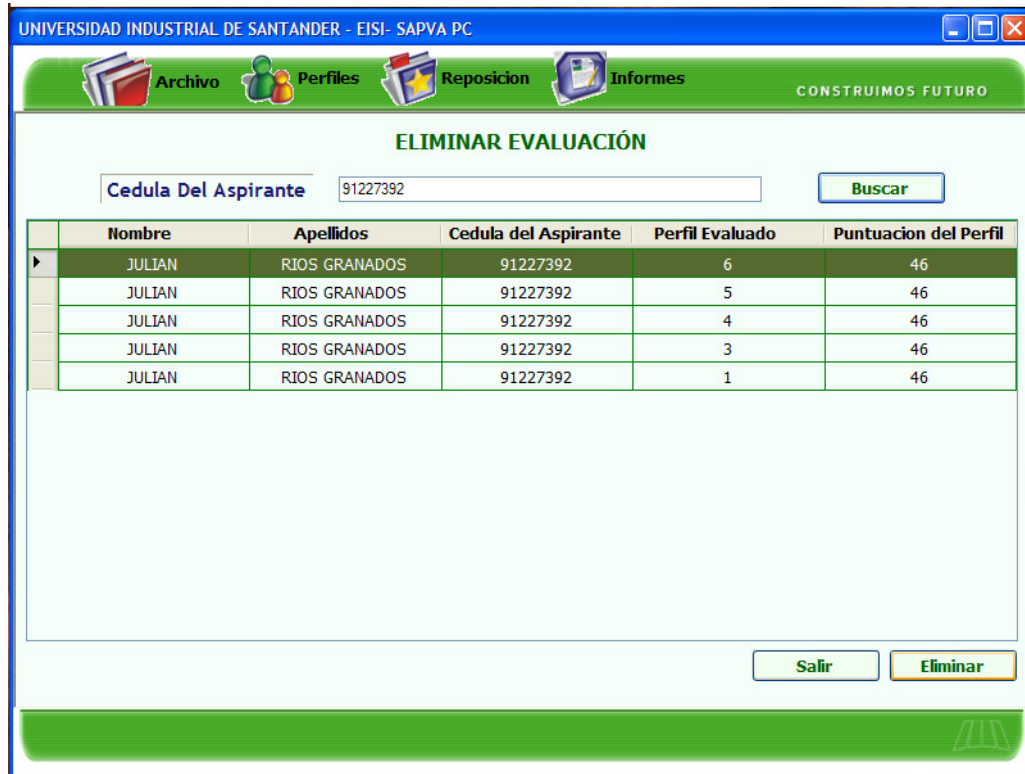 UNIVERSIDAD INDUSTRIAL DE SANTANDER - EISI- SAPVA PC
Archivo Perfiles Reposicion Informes
CONSTRUIMOS FUTURO
ELIMINAR EVALUACIÓN
Cedula Del Aspirante 91227392 Buscar
Nombre Apellidos Cedula del Aspirante Perfil Evaluado Puntuacion del Perfil
JULIAN RIOS GRANADOS 91227392 6 46
JULIAN RIOS GRANADOS 91227392 5 46
JULIAN RIOS GRANADOS 91227392 4 46
JULIAN RIOS GRANADOS 91227392 3 46
JULIAN RIOS GRANADOS 91227392 1 46
Salir Eliminar